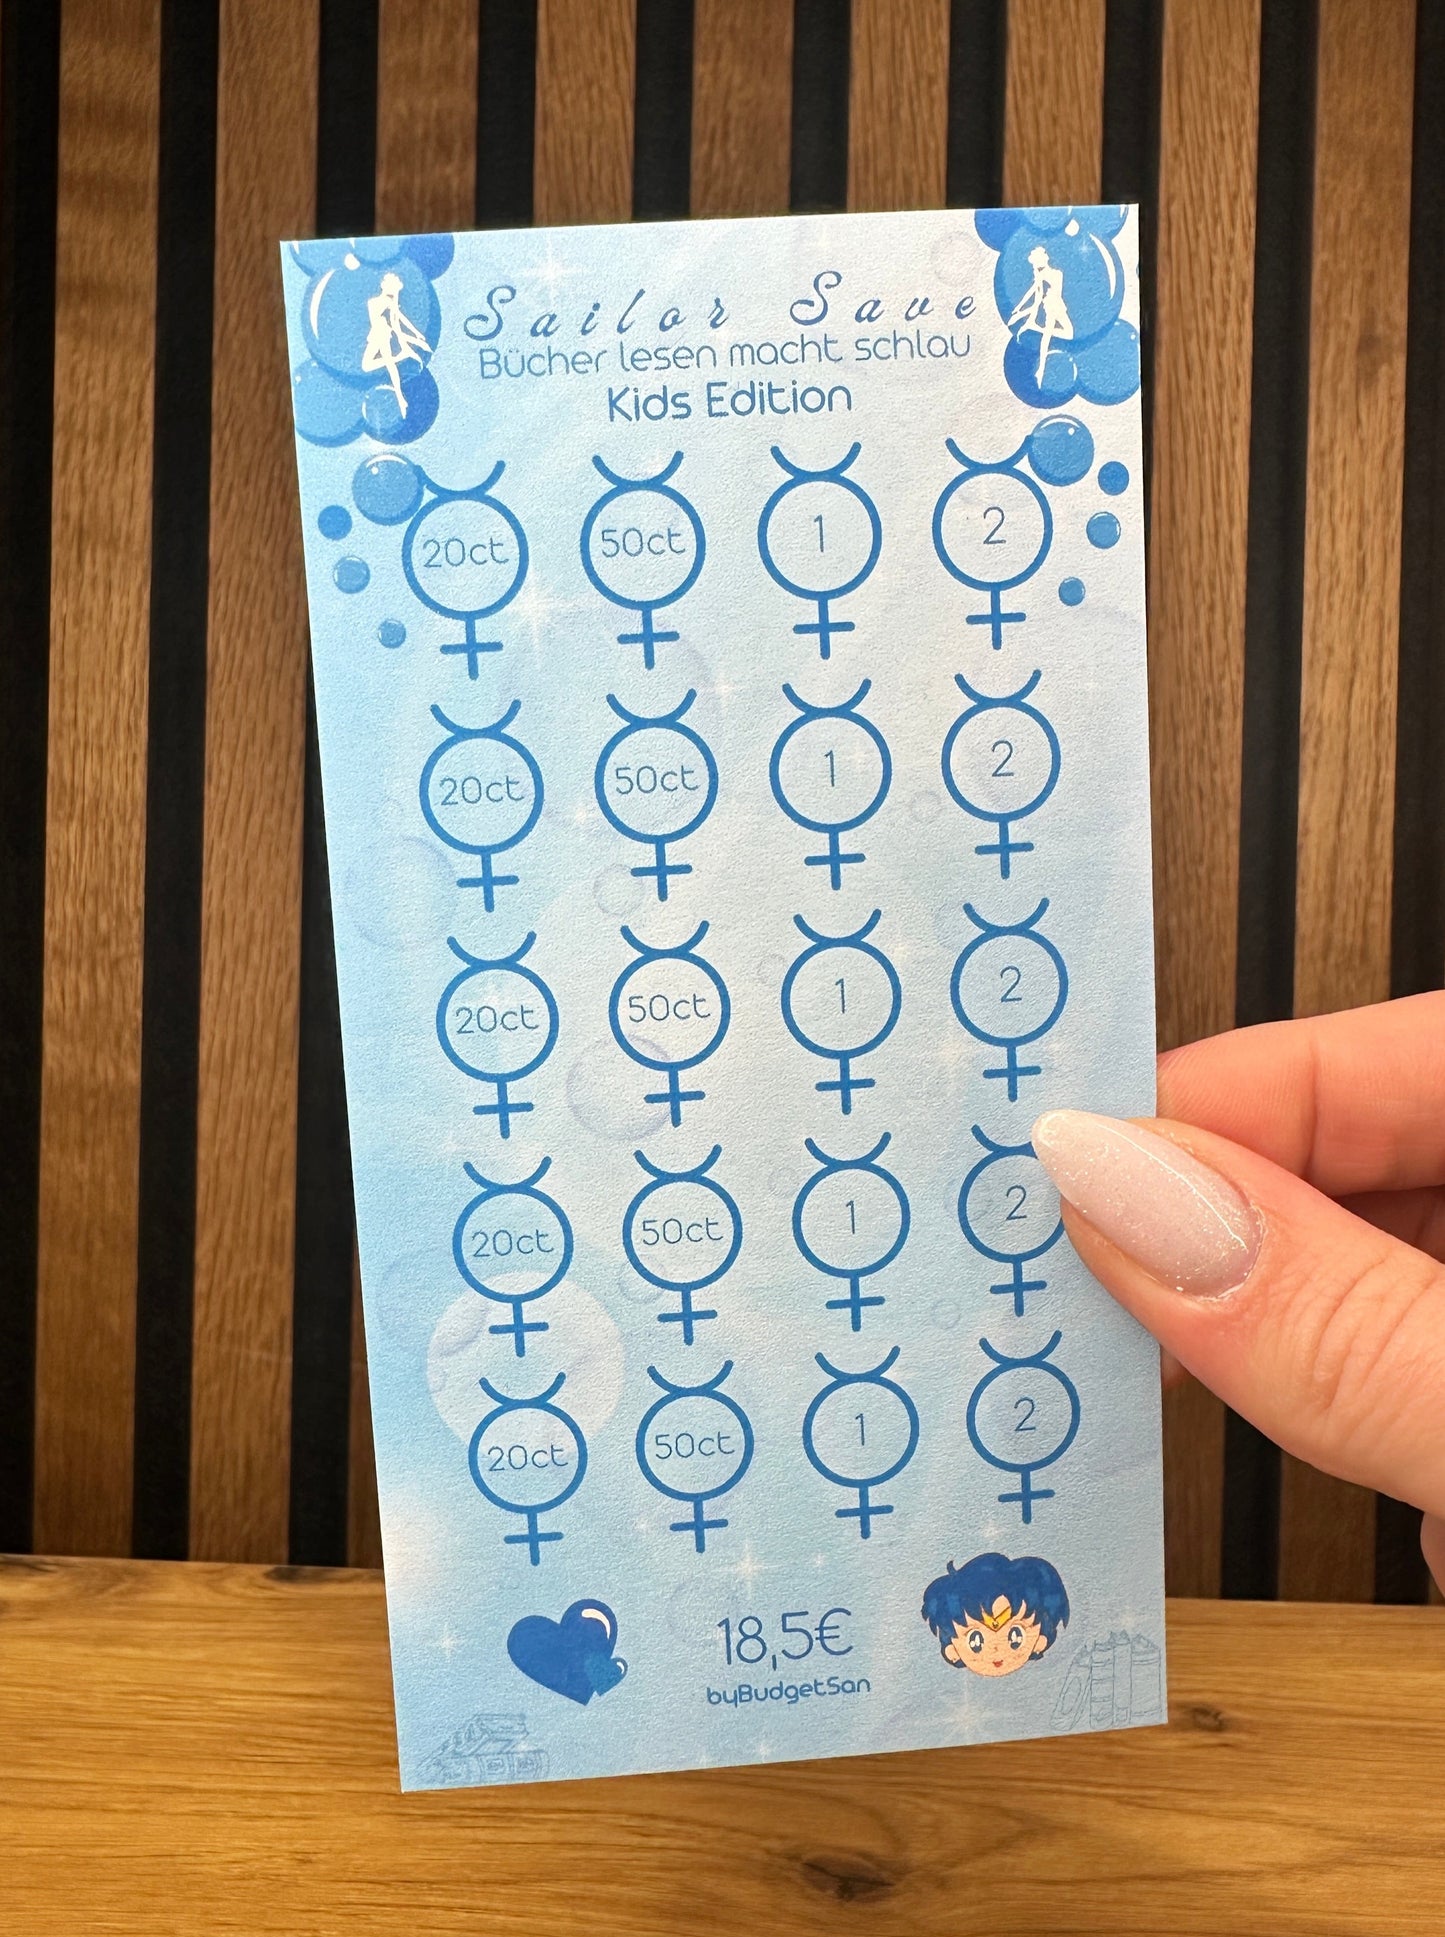 Sailor Save
Bücher lesen macht schlau
Kids Edition
20ct 50ct 1 2
20ct 50ct 1 2
20ct 50ct 1 2
20ct 50ct 1 2
20ct 50ct 1 2
18,5€
byBudgetSan